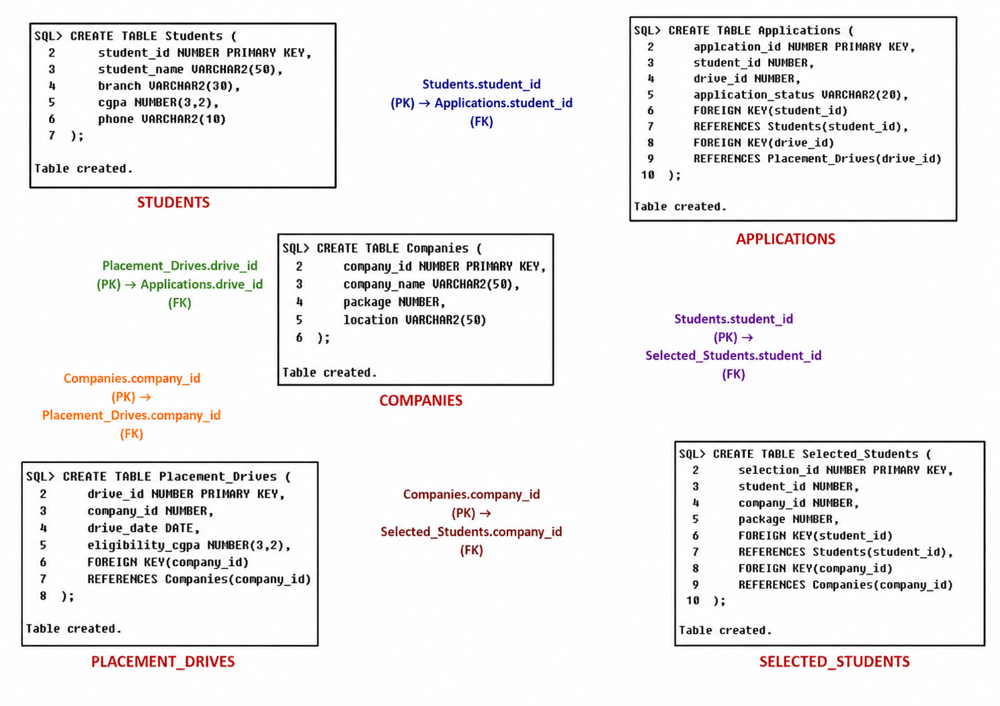 SQL> CREATE TABLE Students (
2 student_id NUMBER PRIMARY KEY,
3 student_name VARCHAR2(50),
4 branch VARCHAR2(30),
5 cgpa NUMBER(3,2),
6 phone VARCHAR2(10)
7 );
Table created.
STUDENTS
Students.student_id
(PK) → Applications.student_id
(FK)
SQL> CREATE TABLE Applications (
2 applcation_id NUMBER PRIMARY KEY,
3 student_id NUMBER,
4 drive_id NUMBER,
5 application_status VARCHAR2(20),
6 FOREIGN KEY(student_id)
7 REFERENCES Students(student_id),
8 FOREIGN KEY(drive_id)
9 REFERENCES Placement_Drives(drive_id)
10 );
Table created.
APPLICATIONS
Placement_Drives.drive_id
(PK) → Applications.drive_id
(FK)
SQL> CREATE TABLE Companies (
2 company_id NUMBER PRIMARY KEY,
3 company_name VARCHAR2(50),
4 package NUMBER,
5 location VARCHAR2(50)
6 );
Table created.
COMPANIES
Students.student_id
(PK) →
Selected_Students.student_id
(FK)
Companies.company_id
(PK) →
Placement_Drives.company_id
(FK)
SQL> CREATE TABLE Placement_Drives (
2 drive_id NUMBER PRIMARY KEY,
3 company_id NUMBER,
4 drive_date DATE,
5 eligibility_cgpa NUMBER(3,2),
6 FOREIGN KEY(company_id)
7 REFERENCES Companies(company_id)
8 );
Table created.
PLACEMENT_DRIVES
Companies.company_id
(PK) →
Selected_Students.company_id
(FK)
SQL> CREATE TABLE Selected_Students (
2 selection_id NUMBER PRIMARY KEY,
3 student_id NUMBER,
4 company_id NUMBER,
5 package NUMBER,
6 FOREIGN KEY(student_id)
7 REFERENCES Students(student_id),
8 FOREIGN KEY(company_id)
9 REFERENCES Companies(company_id)
10 );
Table created.
SELECTED_STUDENTS